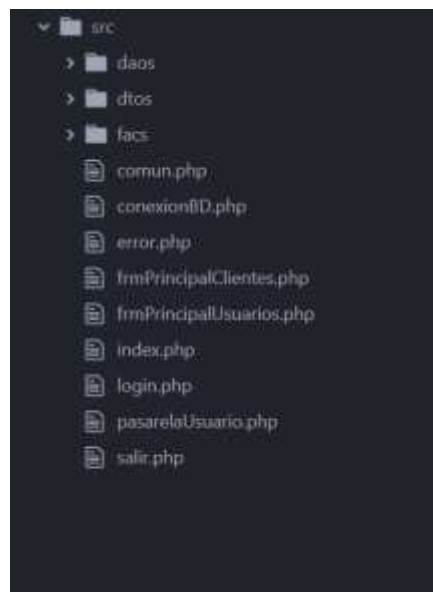 src
daos
dtos
facs
comun.php
conexionBD.php
error.php
frmPrincipalClientes.php
frmPrincipalUsuarios.php
index.php
login.php
pasarelaUsuario.php
salir.php